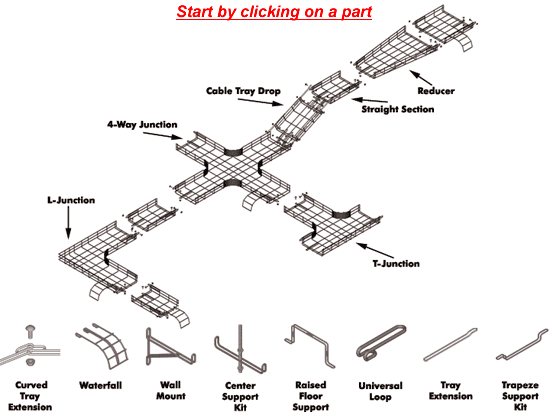 Start by clicking on a part
Reducer
Cable Tray Drop
Straight Section
4-Way Junction
L-Junction
T-Junction
Curved
Tray
Extension
Waterfall
Wall
Mount
Center
Support
Kit
Raised
Floor
Support
Universal
Loop
Tray
Extension
Trapeze
Support
Kit